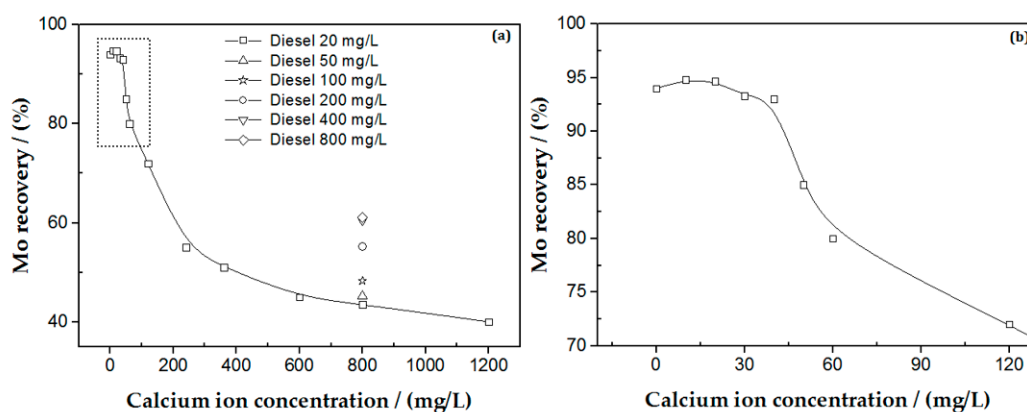 (a)
Diesel 20 mg/L
Diesel 50 mg/L
Diesel 100 mg/L
Diesel 200 mg/L
Diesel 400 mg/L
Diesel 800 mg/L
100
80
60
40
Mo recovery / (%)
0 200 400 600 800 1000 1200
Calcium ion concentration / (mg/L)
(b)
100
95
90
85
80
75
70
Mo recovery / (%)
0 30 60 90 120
Calcium ion concentration / (mg/L)